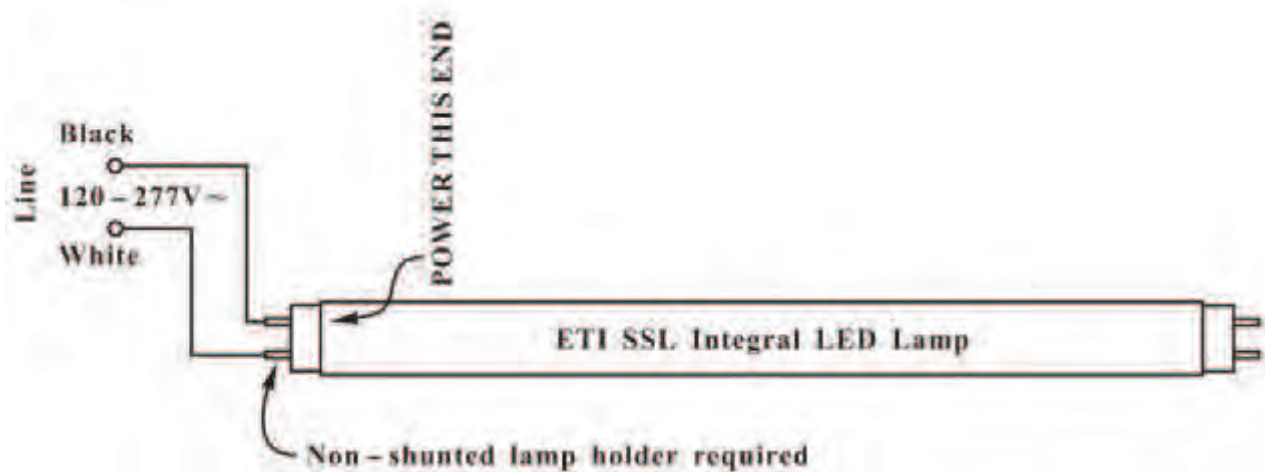 POWER THIS END
Black
Line
120-277V~
White
ETI SSL Integral LED Lamp
Non-shunted lamp holder required